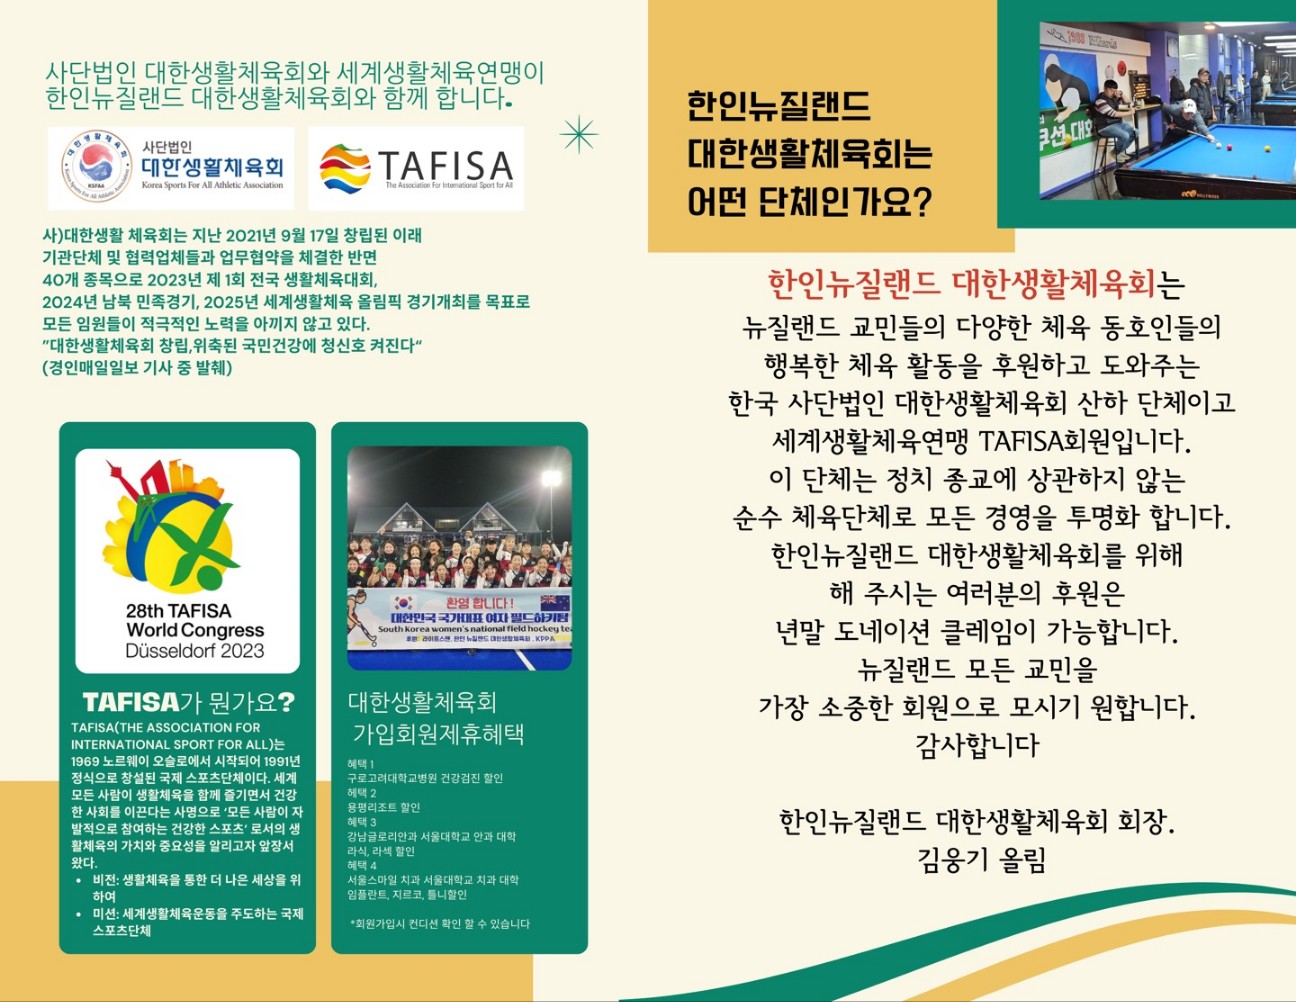 사단법인 대한생활체육회와 세계생활체육연맹이
한인뉴질랜드 대한생활체육회와 함께 합니다.
대한생활체육회
KSFAA
사단법인
대한생활체육회
Korea Sports For All Athletic Association
TAFISA
The Association For International Sport for All
사)대한생활 체육회는 지난 2021년 9월 17일 창립된 이래
기관단체 및 협력업체들과 업무협약을 체결한 반면
40개 종목으로 2023년 제 1회 전국 생활체육대회,
2024년 남북 민족경기, 2025년 세계생활체육 올림픽 경기개최를 목표로
모든 임원들이 적극적인 노력을 아끼지 않고 있다.
"대한생활체육회 창립,위축된 국민건강에 청신호 켜진다"
(경인매일일보 기사 중 발췌)
28th TAFISA
World Congress
Düsseldorf 2023
TAFISA가 뭔가요?
TAFISA(THE ASSOCIATION FOR
INTERNATIONAL SPORT FOR ALL)는
1969 노르웨이 오슬로에서 시작되어 1991년
정식으로 창설된 국제 스포츠단체이다. 세계
모든 사람이 생활체육을 함께 즐기면서 건강
한 사회를 이끈다는 사명으로 '모든 사람이 자
발적으로 참여하는 건강한 스포츠' 로서의 생
활체육의 가치와 중요성을 알리고자 앞장서
왔다.
• 비전: 생활체육을 통한 더 나은 세상을 위
하여
• 미션: 세계생활체육운동을 주도하는 국제
스포츠단체
환영 합니다!
대한민국 국가대표 여자 필드하키팀
South Korea women's national field hockey te
후원: 라이프스팬, 한인 뉴질랜드 대한생활체육회, KPPA
대한생활체육회
가입회원제휴혜택
혜택 1
구로고려대학교병원 건강검진 할인
혜택 2
용평리조트 할인
혜택 3
강남글로리안과 서울대학교 안과 대학
라식, 라섹 할인
혜택 4
서울스마일 치과 서울대학교 치과 대학
임플란트, 지르코, 틀니할인
*회원가입시 컨디션 확인 할 수 있습니다
한인뉴질랜드
대한생활체육회는
어떤 단체인가요?
1988
쿠션 대회
한인뉴질랜드 대한생활체육회는
뉴질랜드 교민들의 다양한 체육 동호인들의
행복한 체육 활동을 후원하고 도와주는
한국 사단법인 대한생활체육회 산하 단체이고
세계생활체육연맹 TAFISA회원입니다.
이 단체는 정치 종교에 상관하지 않는
순수 체육단체로 모든 경영을 투명화 합니다.
한인뉴질랜드 대한생활체육회를 위해
해 주시는 여러분의 후원은
년말 도네이션 클레임이 가능합니다.
뉴질랜드 모든 교민을
가장 소중한 회원으로 모시기 원합니다.
감사합니다
한인뉴질랜드 대한생활체육회 회장.
김웅기 올림